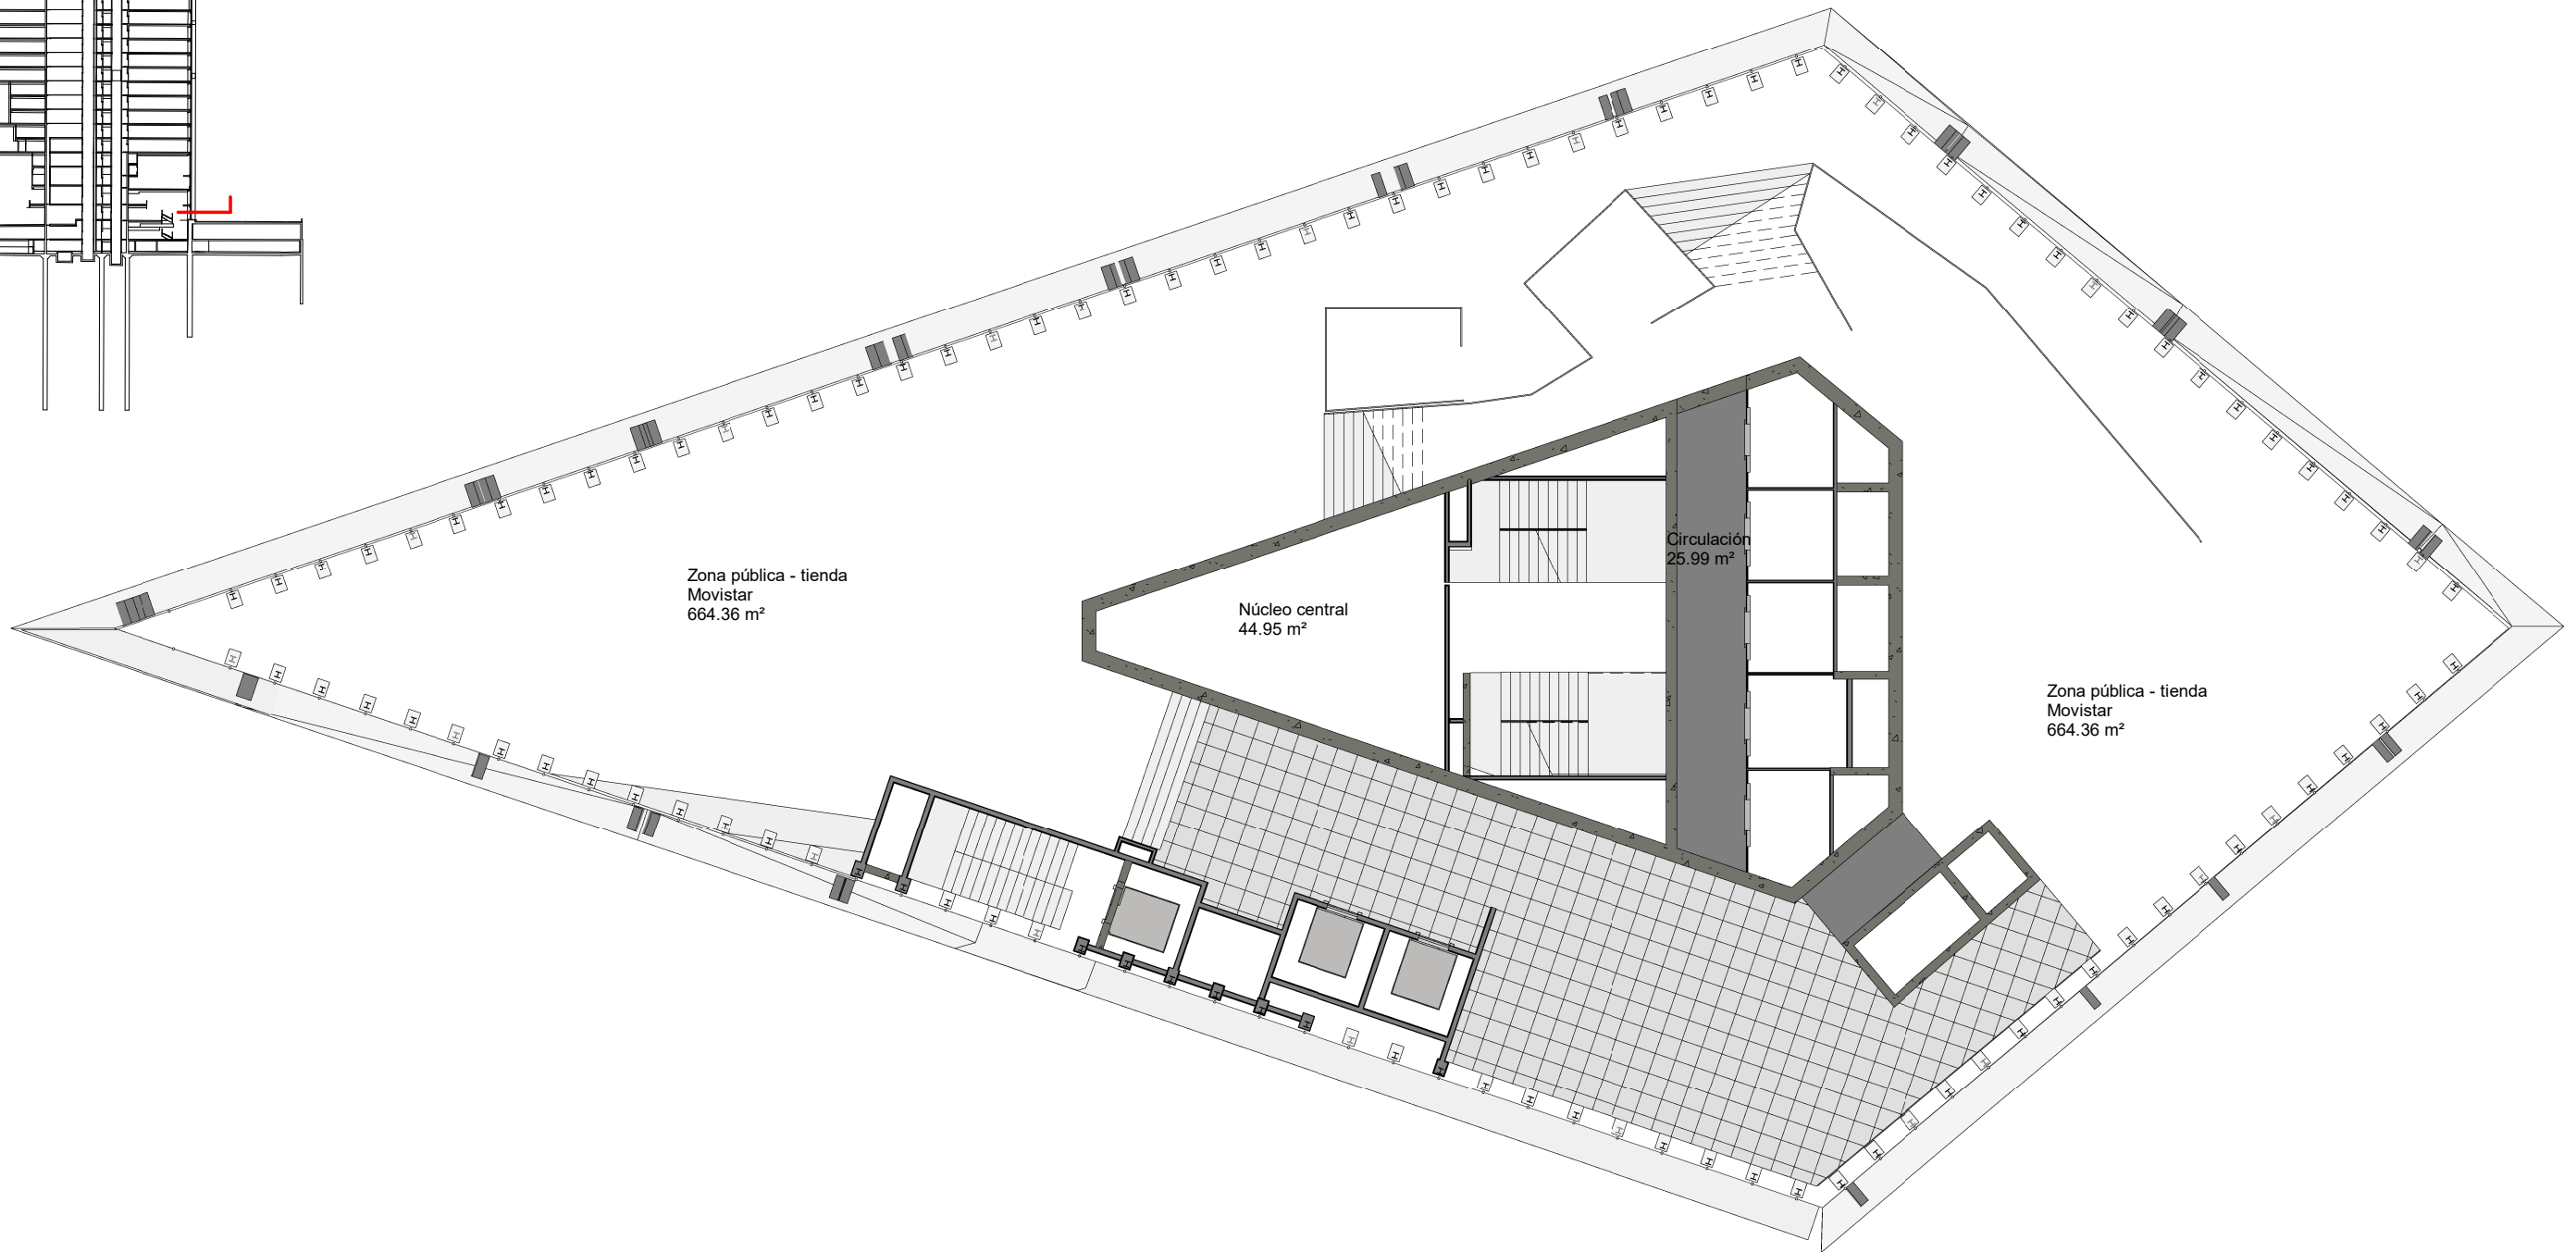 Circulación
25.99 m²
Zona pública - tienda
Movistar
664.36 m²
Núcleo central
44.95 m²
Zona pública - tienda
Movistar
664.36 m²